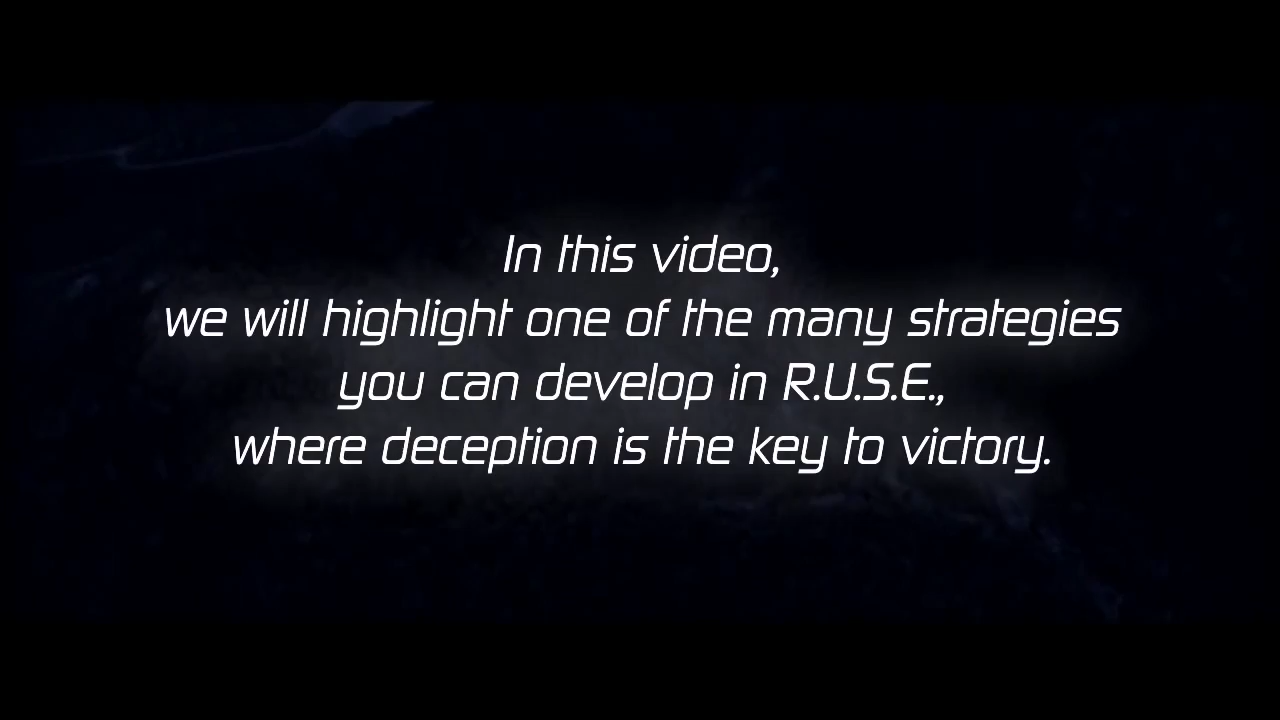 In this video,
we will highlight one of the many strategies
you can develop in R.U.S.E.,
where deception is the key to victory.